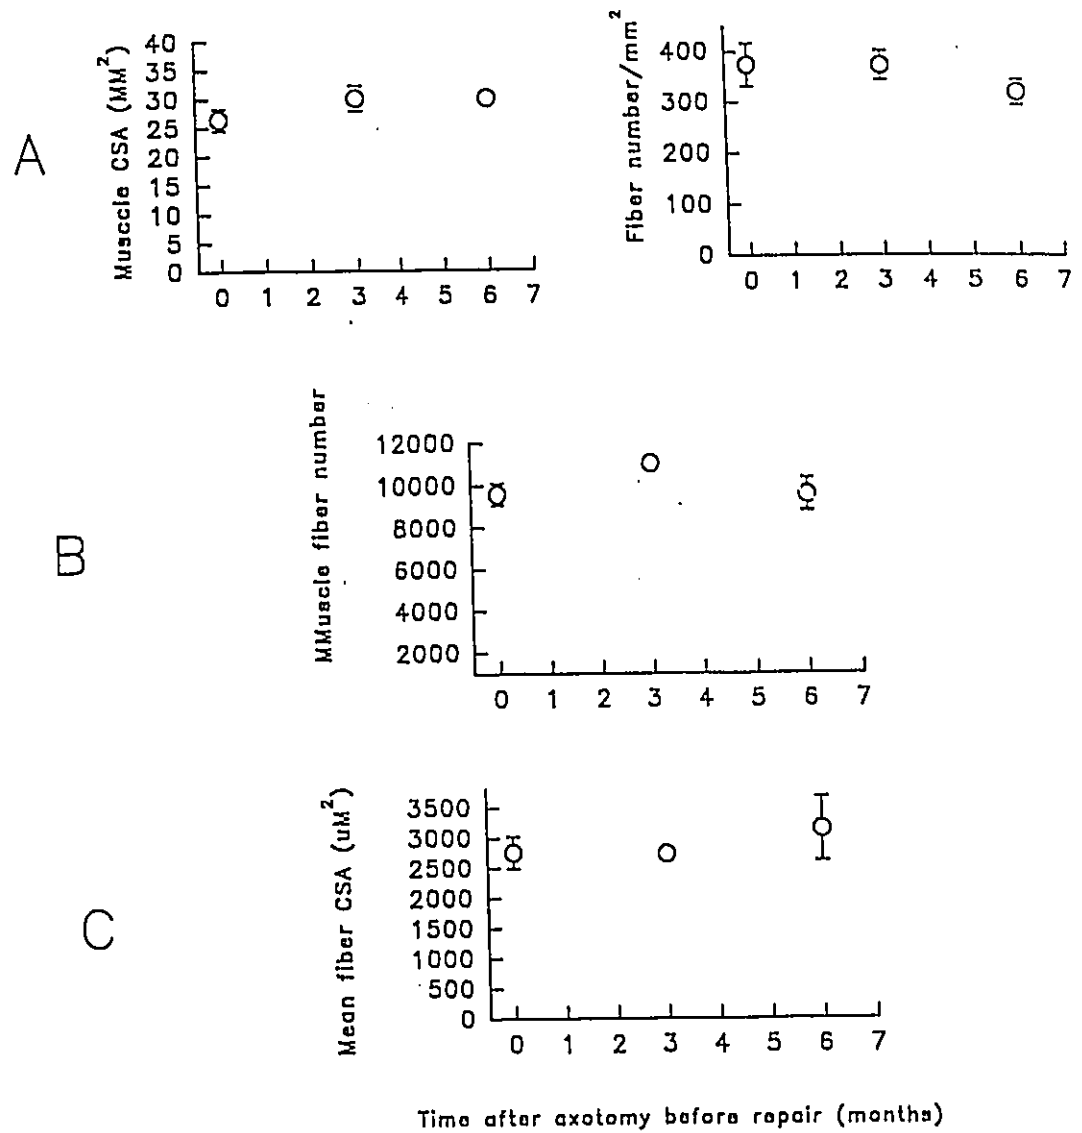 A
Musccle CSA (MM²)
40
35
30
25
20
15
10
5
0
0 1 2 3 4 5 6 7
Fiber number/mm²
400
300
200
100
0
0 1 2 3 4 5 6 7
B
MMuscle fiber number
12000
10000
8000
6000
4000
2000
0 1 2 3 4 5 6 7
C
Mean fiber CSA (uM²)
3500
3000
2500
2000
1500
1000
500
0
0 1 2 3 4 5 6 7
Time after axotomy before repair (months)